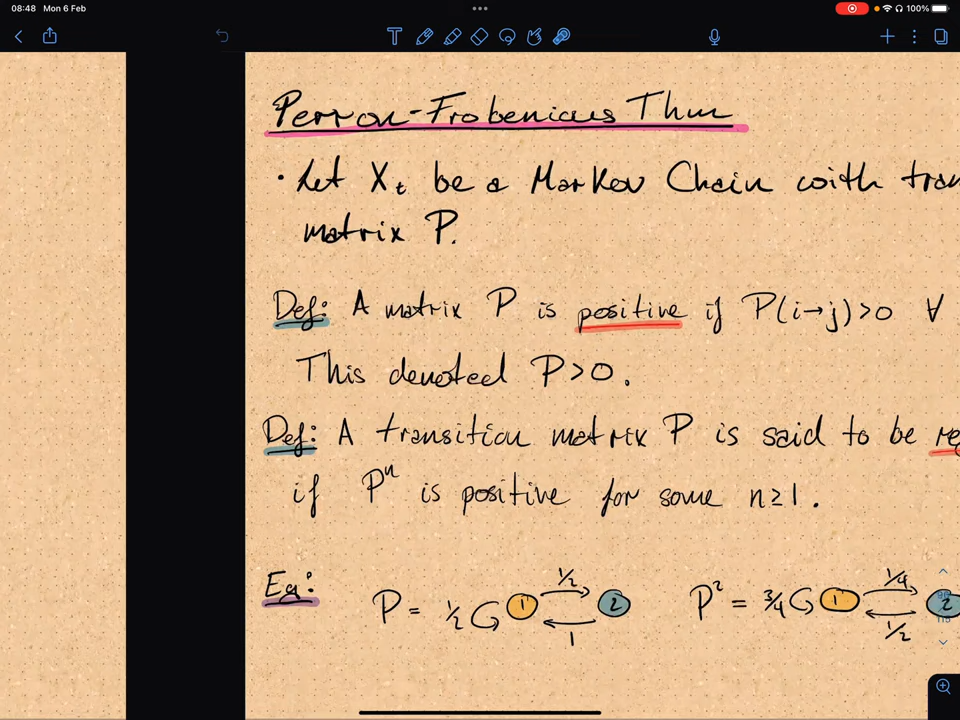 08:48 Mon 6 Feb
100%
Perron-Frobenius Thm
• Let Xₜ be a Markov Chain with tran
matrix P.
Def: A matrix P is positive if P(i→j)>0 ∀
This denoted P>0.
Def: A transition matrix P is said to be re
if Pⁿ is positive for some n≥1.
Eg: P = 1/2 1 1/2 2 1 P² = 3/4 1 1/4 2 1/2